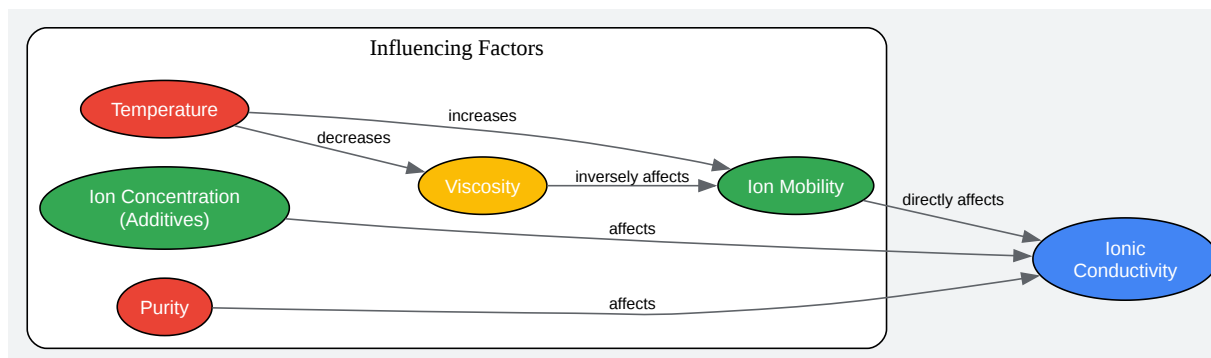 Influencing Factors
Temperature
increases
decreases
Viscosity
inversely affects
Ion Mobility
directly affects
Ion Concentration
(Additives)
affects
Ionic
Conductivity
Purity
affects